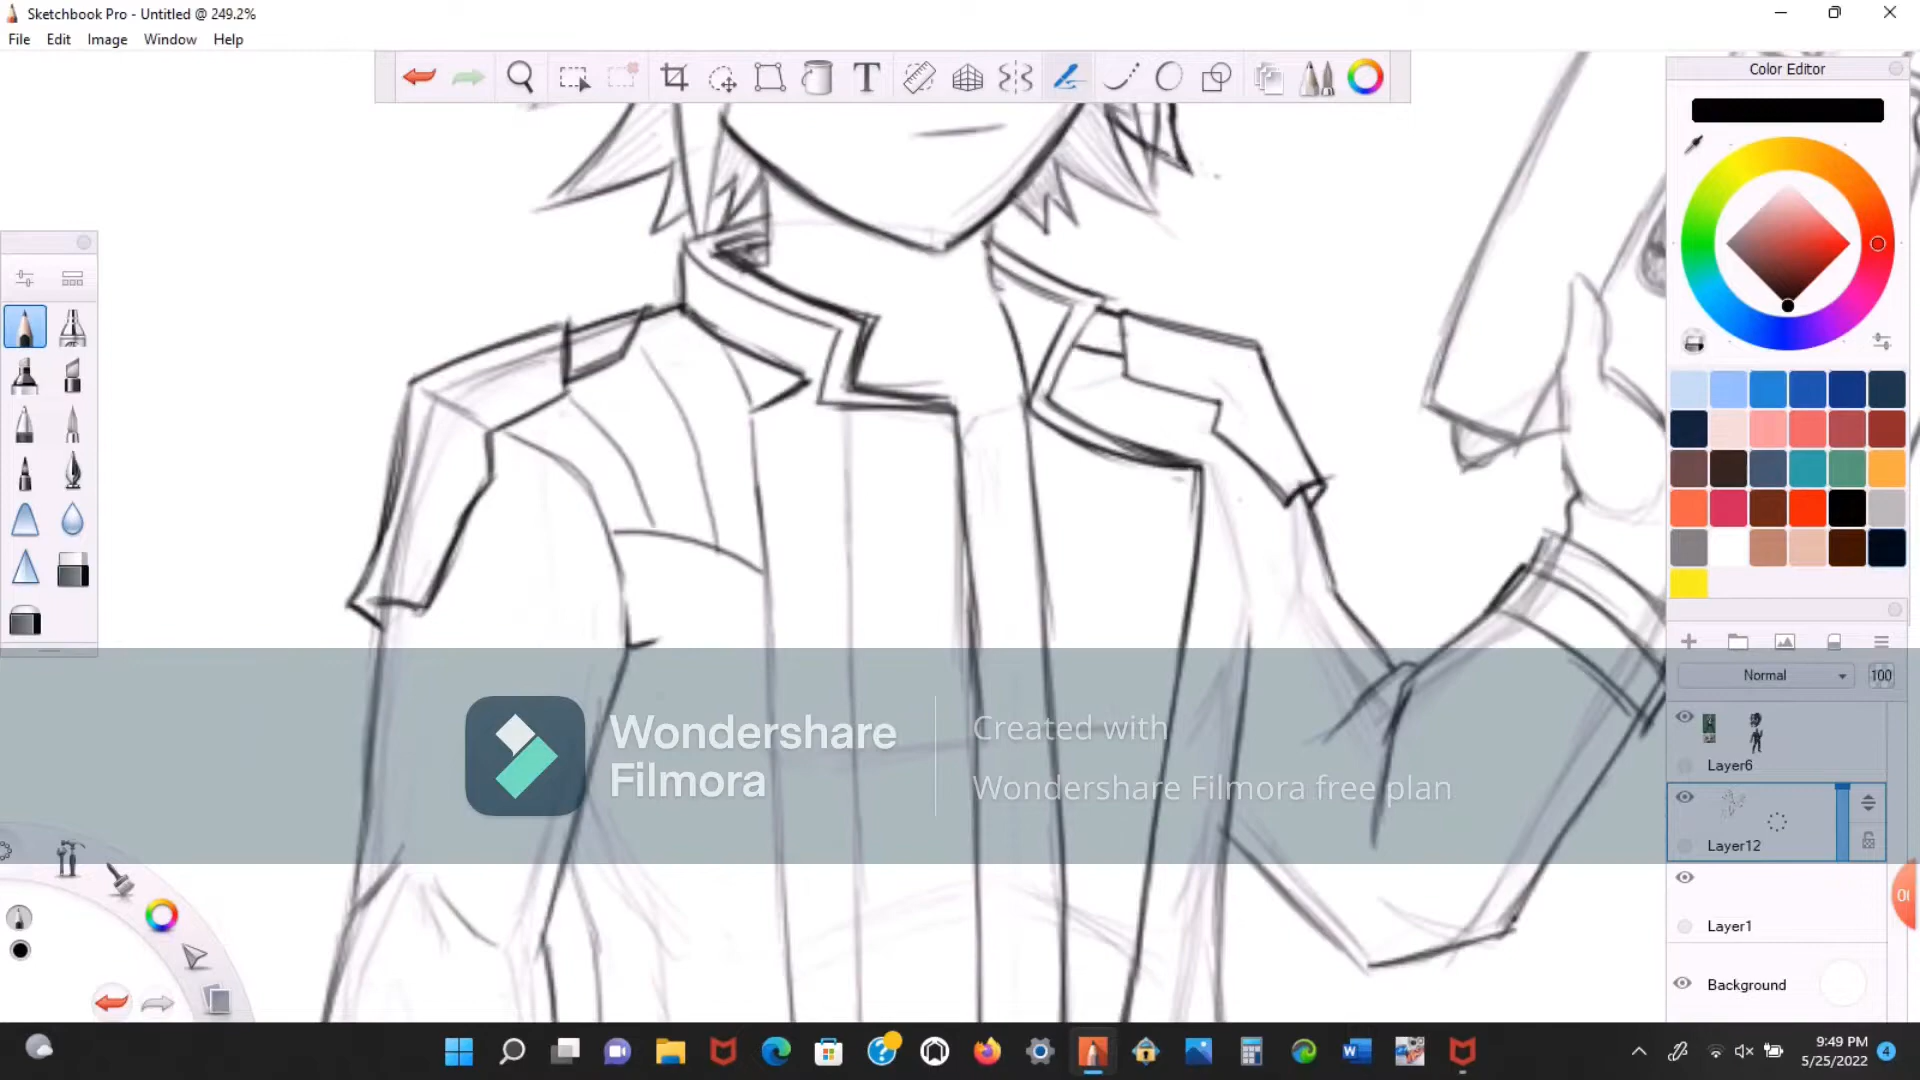 Sketchbook Pro - Untitled @ 249.2%
File Edit Image Window Help
T
Color Editor
Normal 100
Layer6
Layer12
Layer1
Background
Wondershare
Filmora
Created with
Wondershare Filmora free plan
9:49 PM
5/25/2022
4